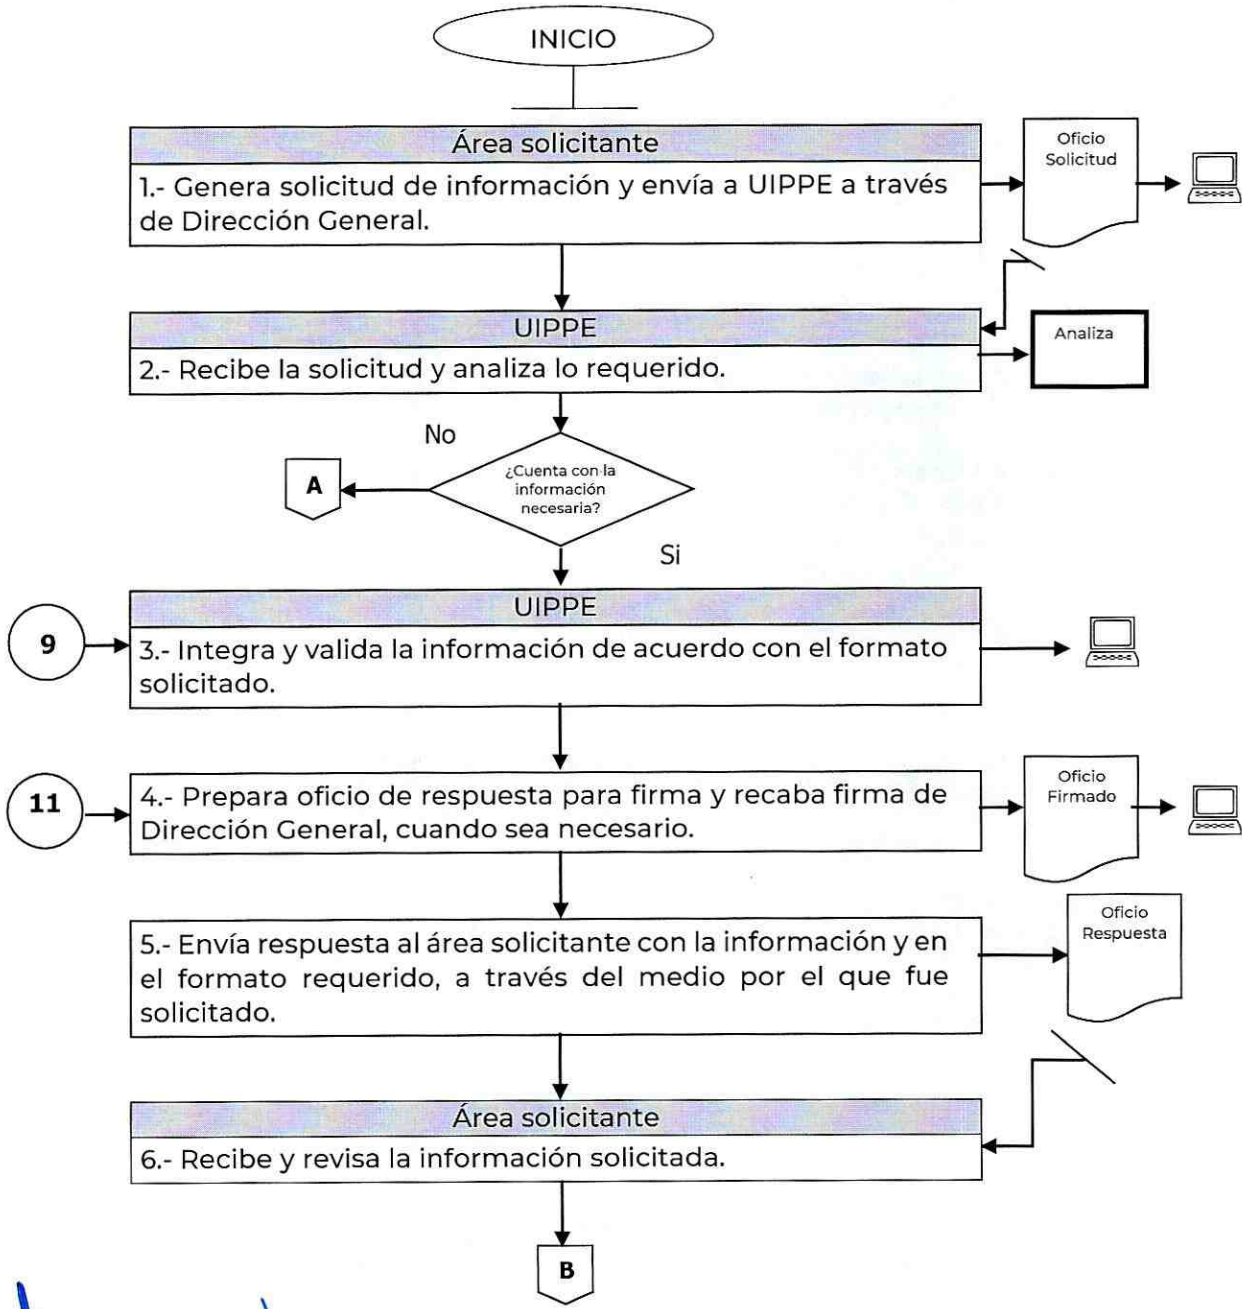 INICIO
Área solicitante
1.- Genera solicitud de información y envía a UIPPE a través
de Dirección General.
Oficio
Solicitud
UIPPE
2.- Recibe la solicitud y analiza lo requerido.
Analiza
No
¿Cuenta con la
información
necesaria?
A
Si
UIPPE
9
3.- Integra y valida la información de acuerdo con el formato
solicitado.
11
4.- Prepara oficio de respuesta para firma y recaba firma de
Dirección General, cuando sea necesario.
Oficio
Firmado
5.- Envía respuesta al área solicitante con la información y en
el formato requerido, a través del medio por el que fue
solicitado.
Oficio
Respuesta
Área solicitante
6.- Recibe y revisa la información solicitada.
B